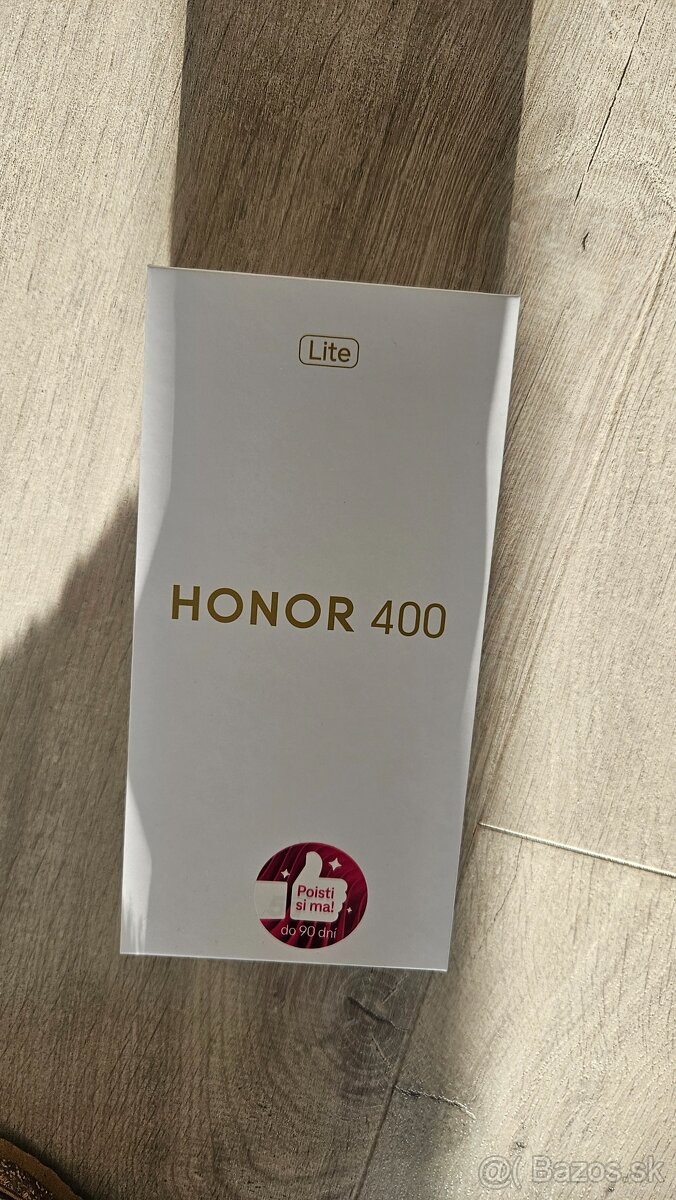 Lite
HONOR 400
Poisti
si ma!
do 90 dní
@( Bazos.sk